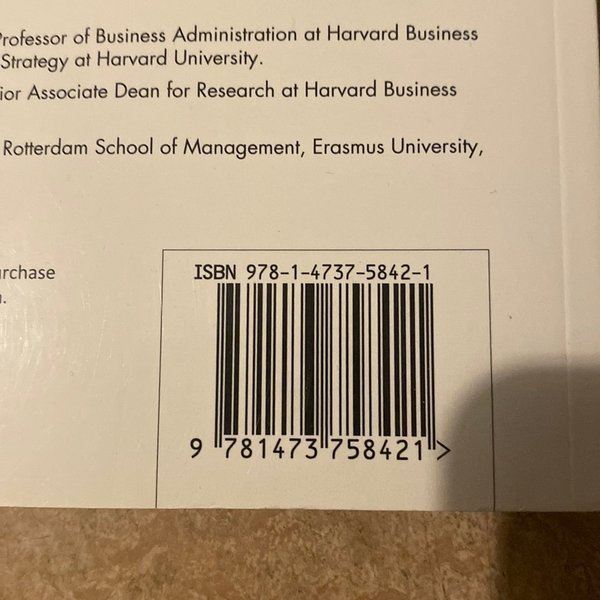 Professor of Business Administration at Harvard Business
Strategy at Harvard University.
Associate Dean for Research at Harvard Business
Rotterdam School of Management, Erasmus University,
ISBN 978-1-4737-5842-1
9 781473 758421 >